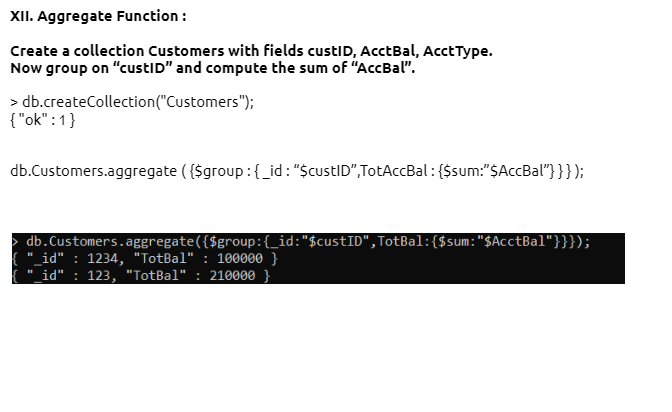 XII. Aggregate Function :
Create a collection Customers with fields custID, AcctBal, AcctType.
Now group on “custID” and compute the sum of “AccBal”.
> db.createCollection("Customers");
{ "ok" : 1 }
db.Customers.aggregate ( {$group : { _id : “$custID”,TotAccBal : {$sum:”$AccBal”} } } );
> db.Customers.aggregate({$group:{_id:"$custID",TotBal:{$sum:"$AcctBal"}}});
{ "_id" : 1234, "TotBal" : 100000 }
{ "_id" : 123, "TotBal" : 210000 }